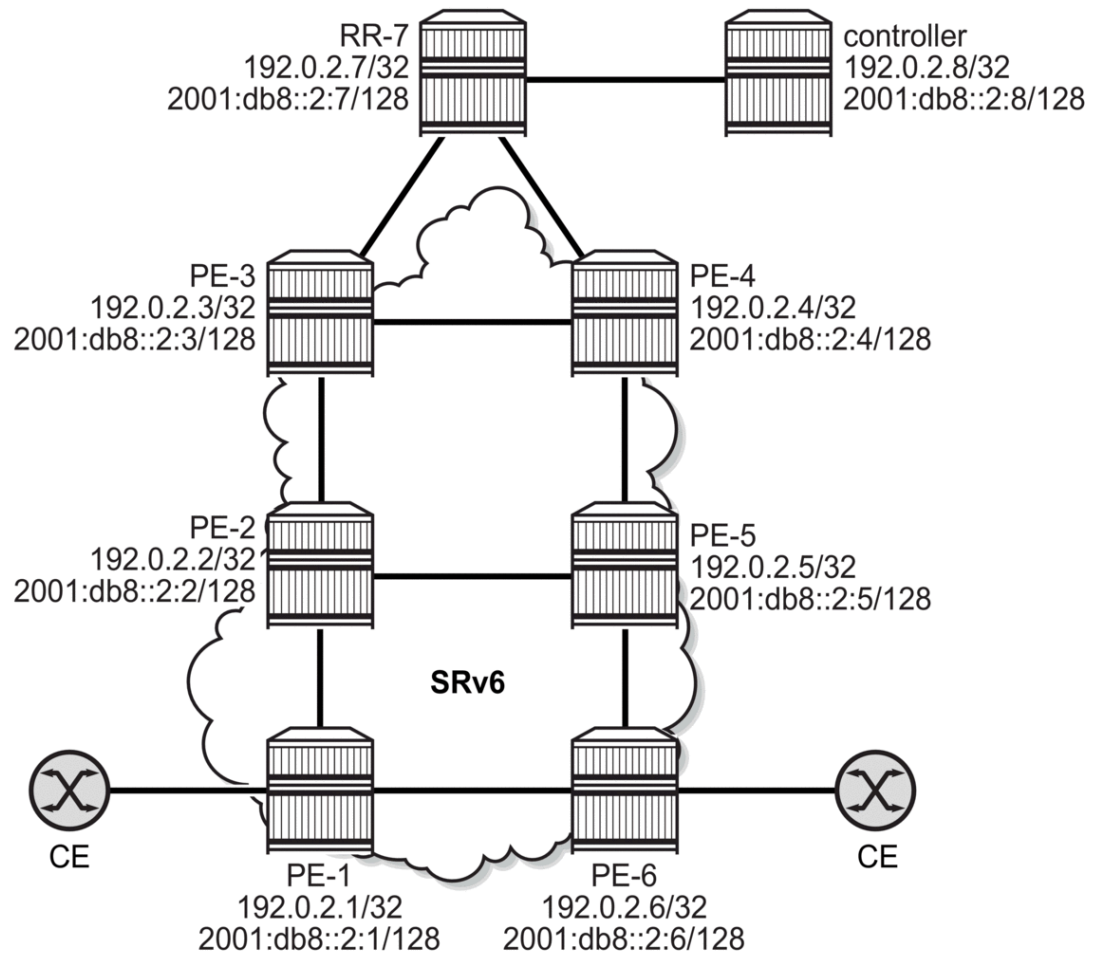 RR-7
192.0.2.7/32
2001:db8::2:7/128
controller
192.0.2.8/32
2001:db8::2:8/128
PE-3
192.0.2.3/32
2001:db8::2:3/128
PE-4
192.0.2.4/32
2001:db8::2:4/128
PE-2
192.0.2.2/32
2001:db8::2:2/128
PE-5
192.0.2.5/32
2001:db8::2:5/128
SRv6
CE
CE
PE-1
192.0.2.1/32
2001:db8::2:1/128
PE-6
192.0.2.6/32
2001:db8::2:6/128